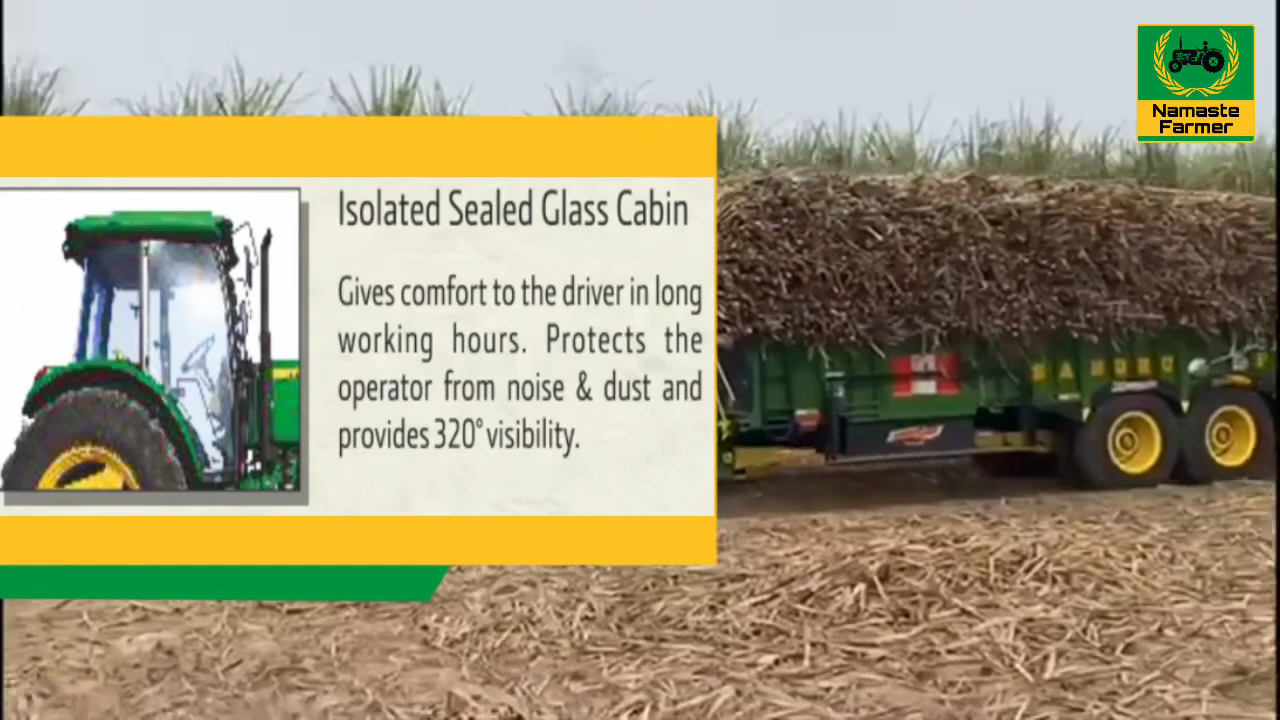 Namaste
Farmer
Isolated Sealed Glass Cabin
Gives comfort to the driver in long
working hours. Protects the
operator from noise & dust and
provides 320° visibility.